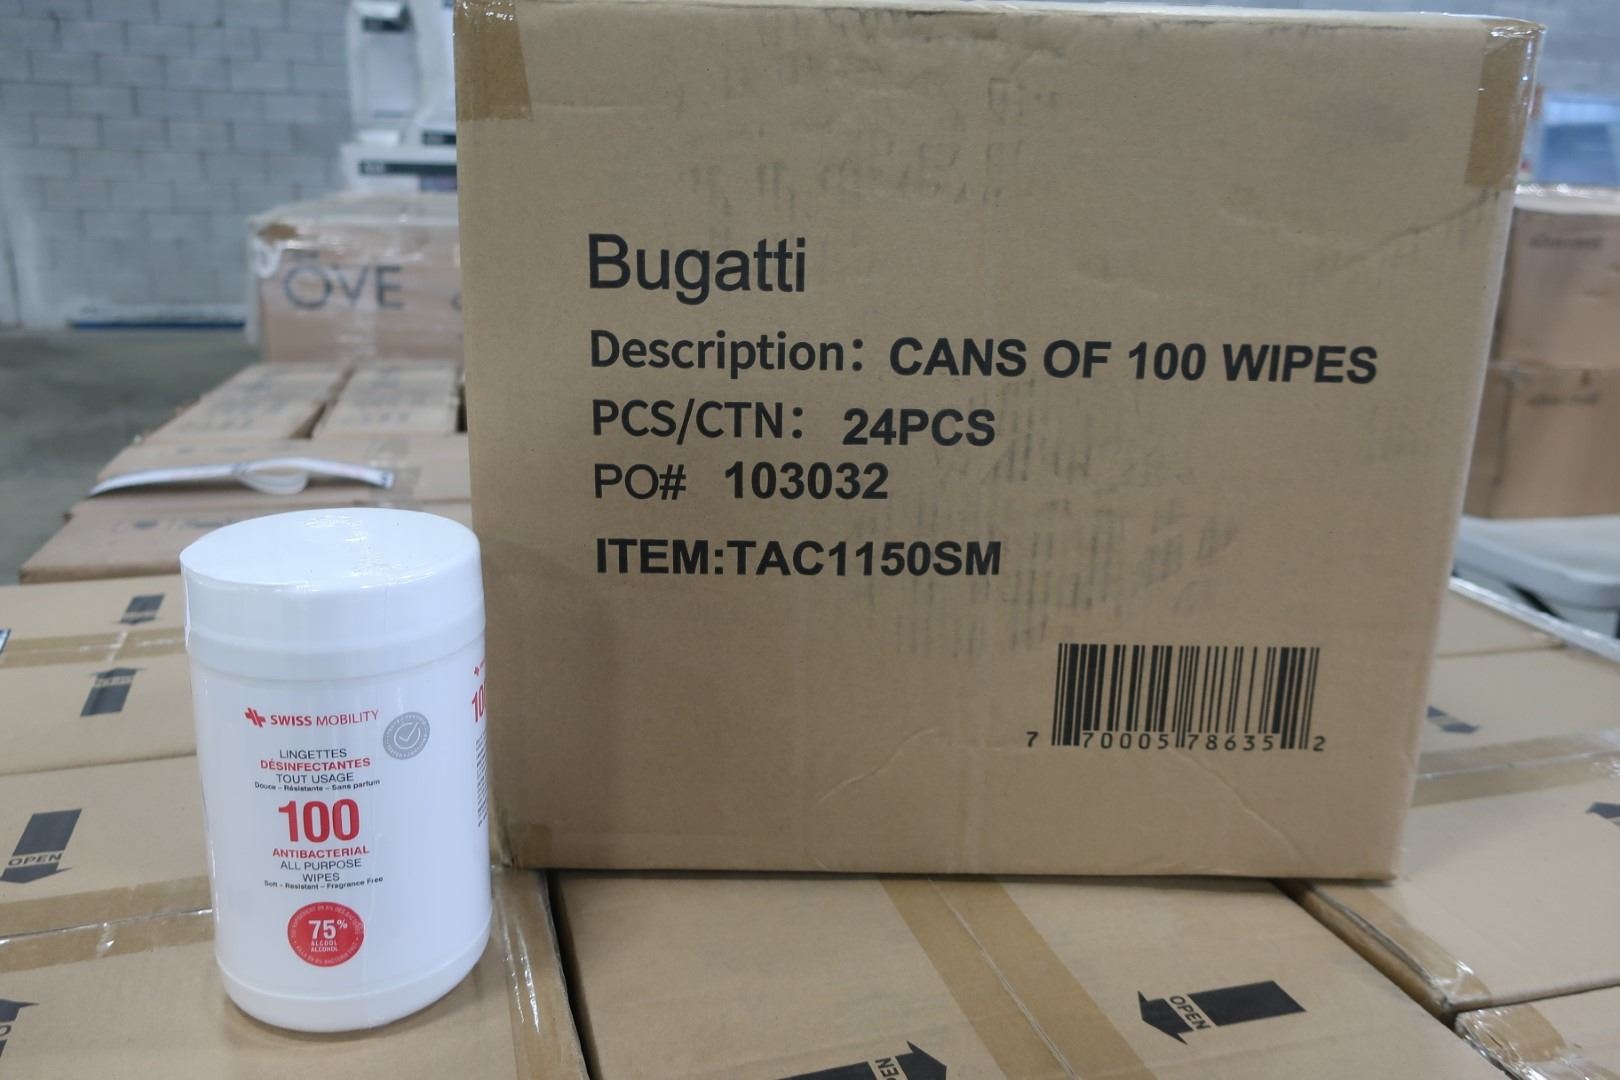 OVE
Bugatti
Description: CANS OF 100 WIPES
PCS/CTN: 24PCS
PO# 103032
ITEM:TAC1150SM
7 70005 78635 2
SWISS MOBILITY
LINGETTES
DÉSINFECTANTES
TOUT USAGE
Douce - Résistante - Sans parfum
100
ANTIBACTERIAL
ALL PURPOSE
WIPES
Soft - Resistant - Fragrance Free
75%
ALCOOL
ALCOHOL
OPEN
OPEN
OPEN